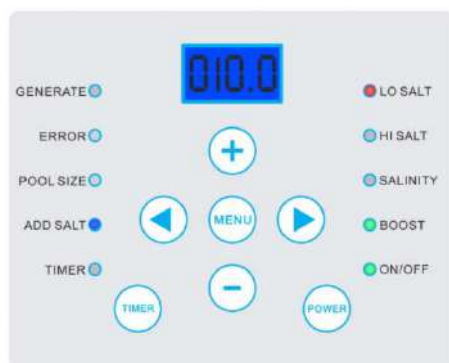 010.0
GENERATE
LO SALT
ERROR
HI SALT
+
POOL SIZE
SALINITY
MENU
ADD SALT
BOOST
TIMER
ON/OFF
−
TIMER
POWER